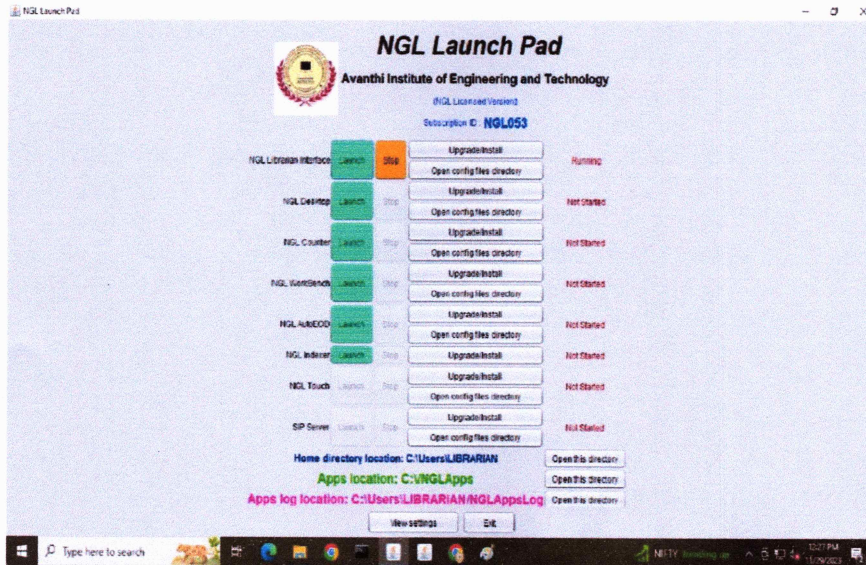 NGL Launch Pad
NGL Launch Pad
Avanthi Institute of Engineering and Technology
(NGL Licensed Version)
Subscription ID : NGL053
NGL Librarian Interface Launch Stop Upgrade/Install Running
Open config files directory
NGL Desktop Launch Stop Upgrade/Install Not Started
Open config files directory
NGL Counter Launch Stop Upgrade/Install Not Started
Open config files directory
NGL WorkBench Launch Stop Upgrade/Install Not Started
Open config files directory
NGL AutoEOD Launch Stop Upgrade/Install Not Started
Open config files directory
NGL Indexer Launch Stop Upgrade/Install Not Started
NGL Touch Launch Stop Upgrade/Install Not Started
Open config files directory
SIP Server Launch Stop Upgrade/Install Not Started
Open config files directory
Home directory location: C:\Users\LIBRARIAN Open this directory
Apps location: C:\/NGLApps Open this directory
Apps log location: C:\Users\LIBRARIAN/NGLAppsLog Open this directory
View settings Exit
Type here to search
NIFTY
12:27 PM
11/29/2023